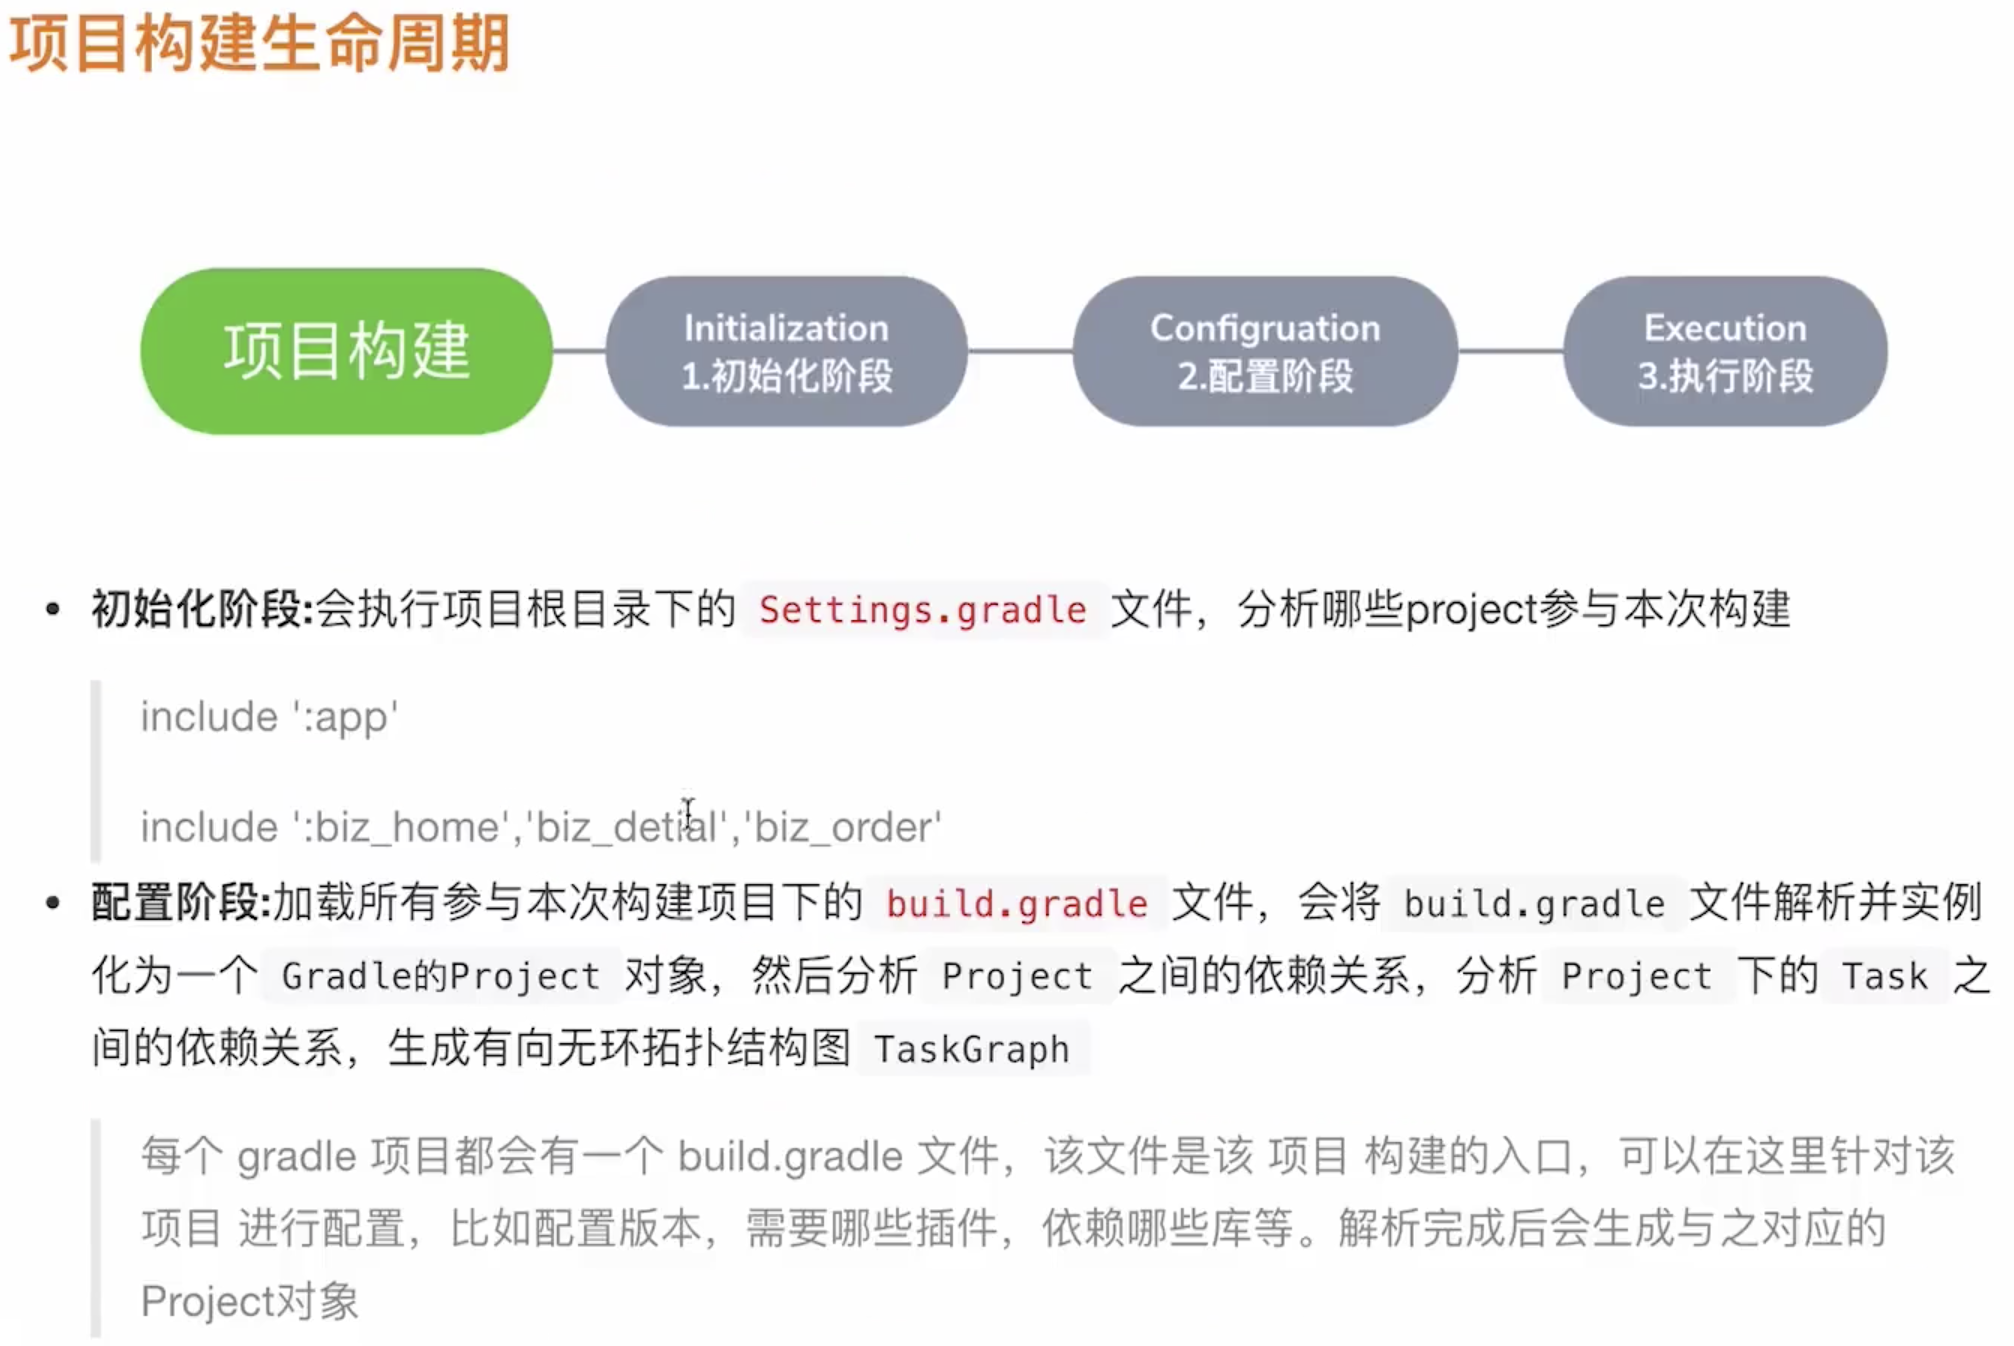 项目构建生命周期
项目构建
Initialization
1.初始化阶段
Configruation
2.配置阶段
Execution
3.执行阶段
初始化阶段:会执行项目根目录下的 Settings.gradle 文件，分析哪些project参与本次构建
include ':app'
include ':biz_home','biz_detial','biz_order'
配置阶段:加载所有参与本次构建项目下的 build.gradle 文件，会将 build.gradle 文件解析并实例
化为一个 Gradle的Project 对象，然后分析 Project 之间的依赖关系，分析 Project 下的 Task 之
间的依赖关系，生成有向无环拓扑结构图 TaskGraph
每个 gradle 项目都会有一个 build.gradle 文件，该文件是该 项目 构建的入口，可以在这里针对该
项目 进行配置，比如配置版本，需要哪些插件，依赖哪些库等。解析完成后会生成与之对应的
Project对象